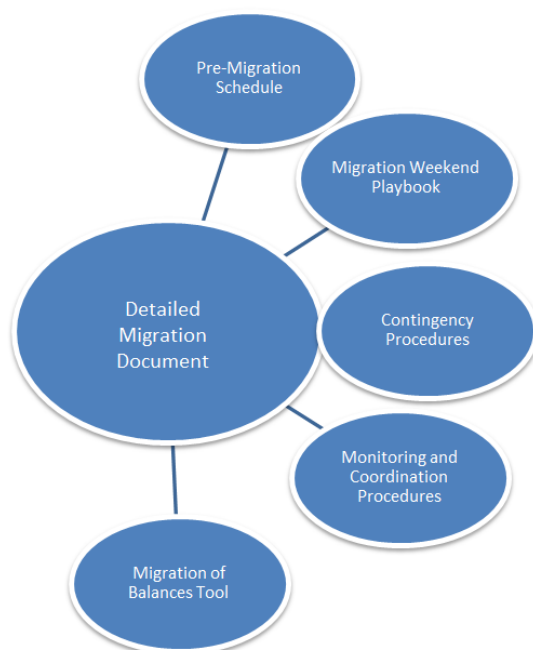 Pre-Migration
Schedule
Migration Weekend
Playbook
Detailed
Migration
Document
Contingency
Procedures
Monitoring and
Coordination
Procedures
Migration of
Balances Tool